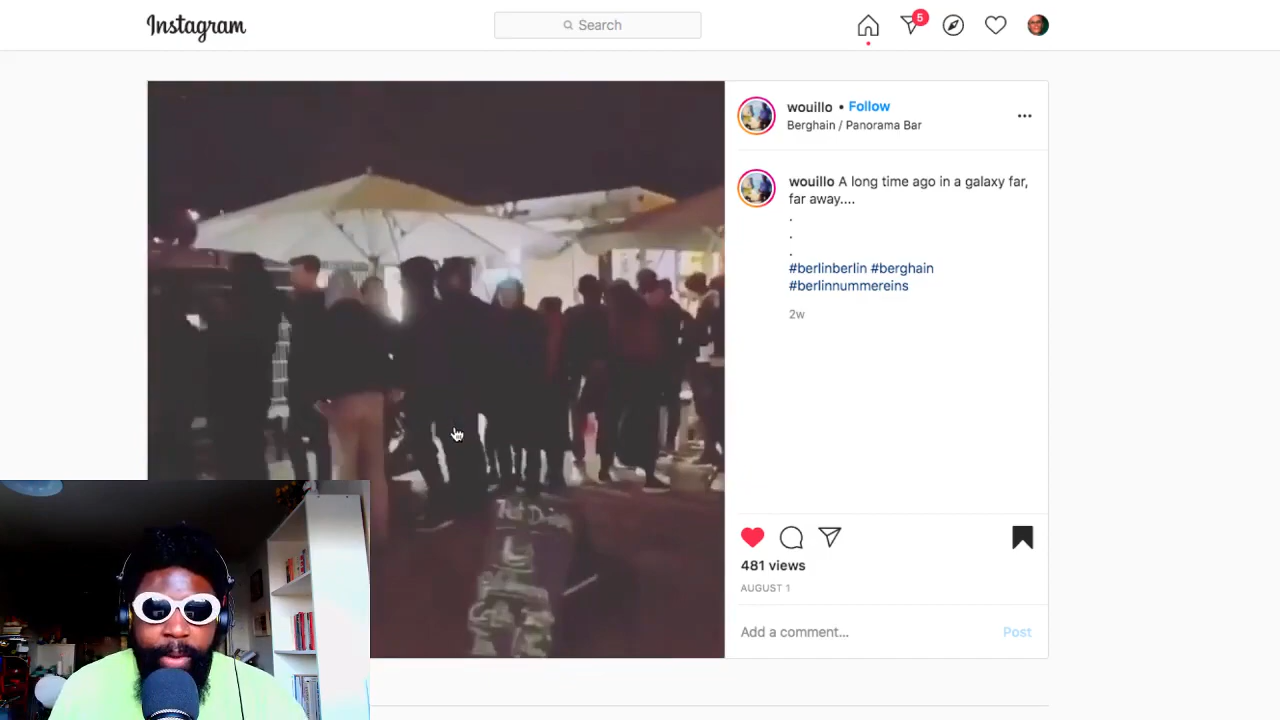 Instagram
Search
5
wouillo • Follow
Berghain / Panorama Bar
wouillo A long time ago in a galaxy far,
far away....
.
.
.
#berlinberlin #berghain
#berlinnummereins
2w
481 views
AUGUST 1
Add a comment...
Post